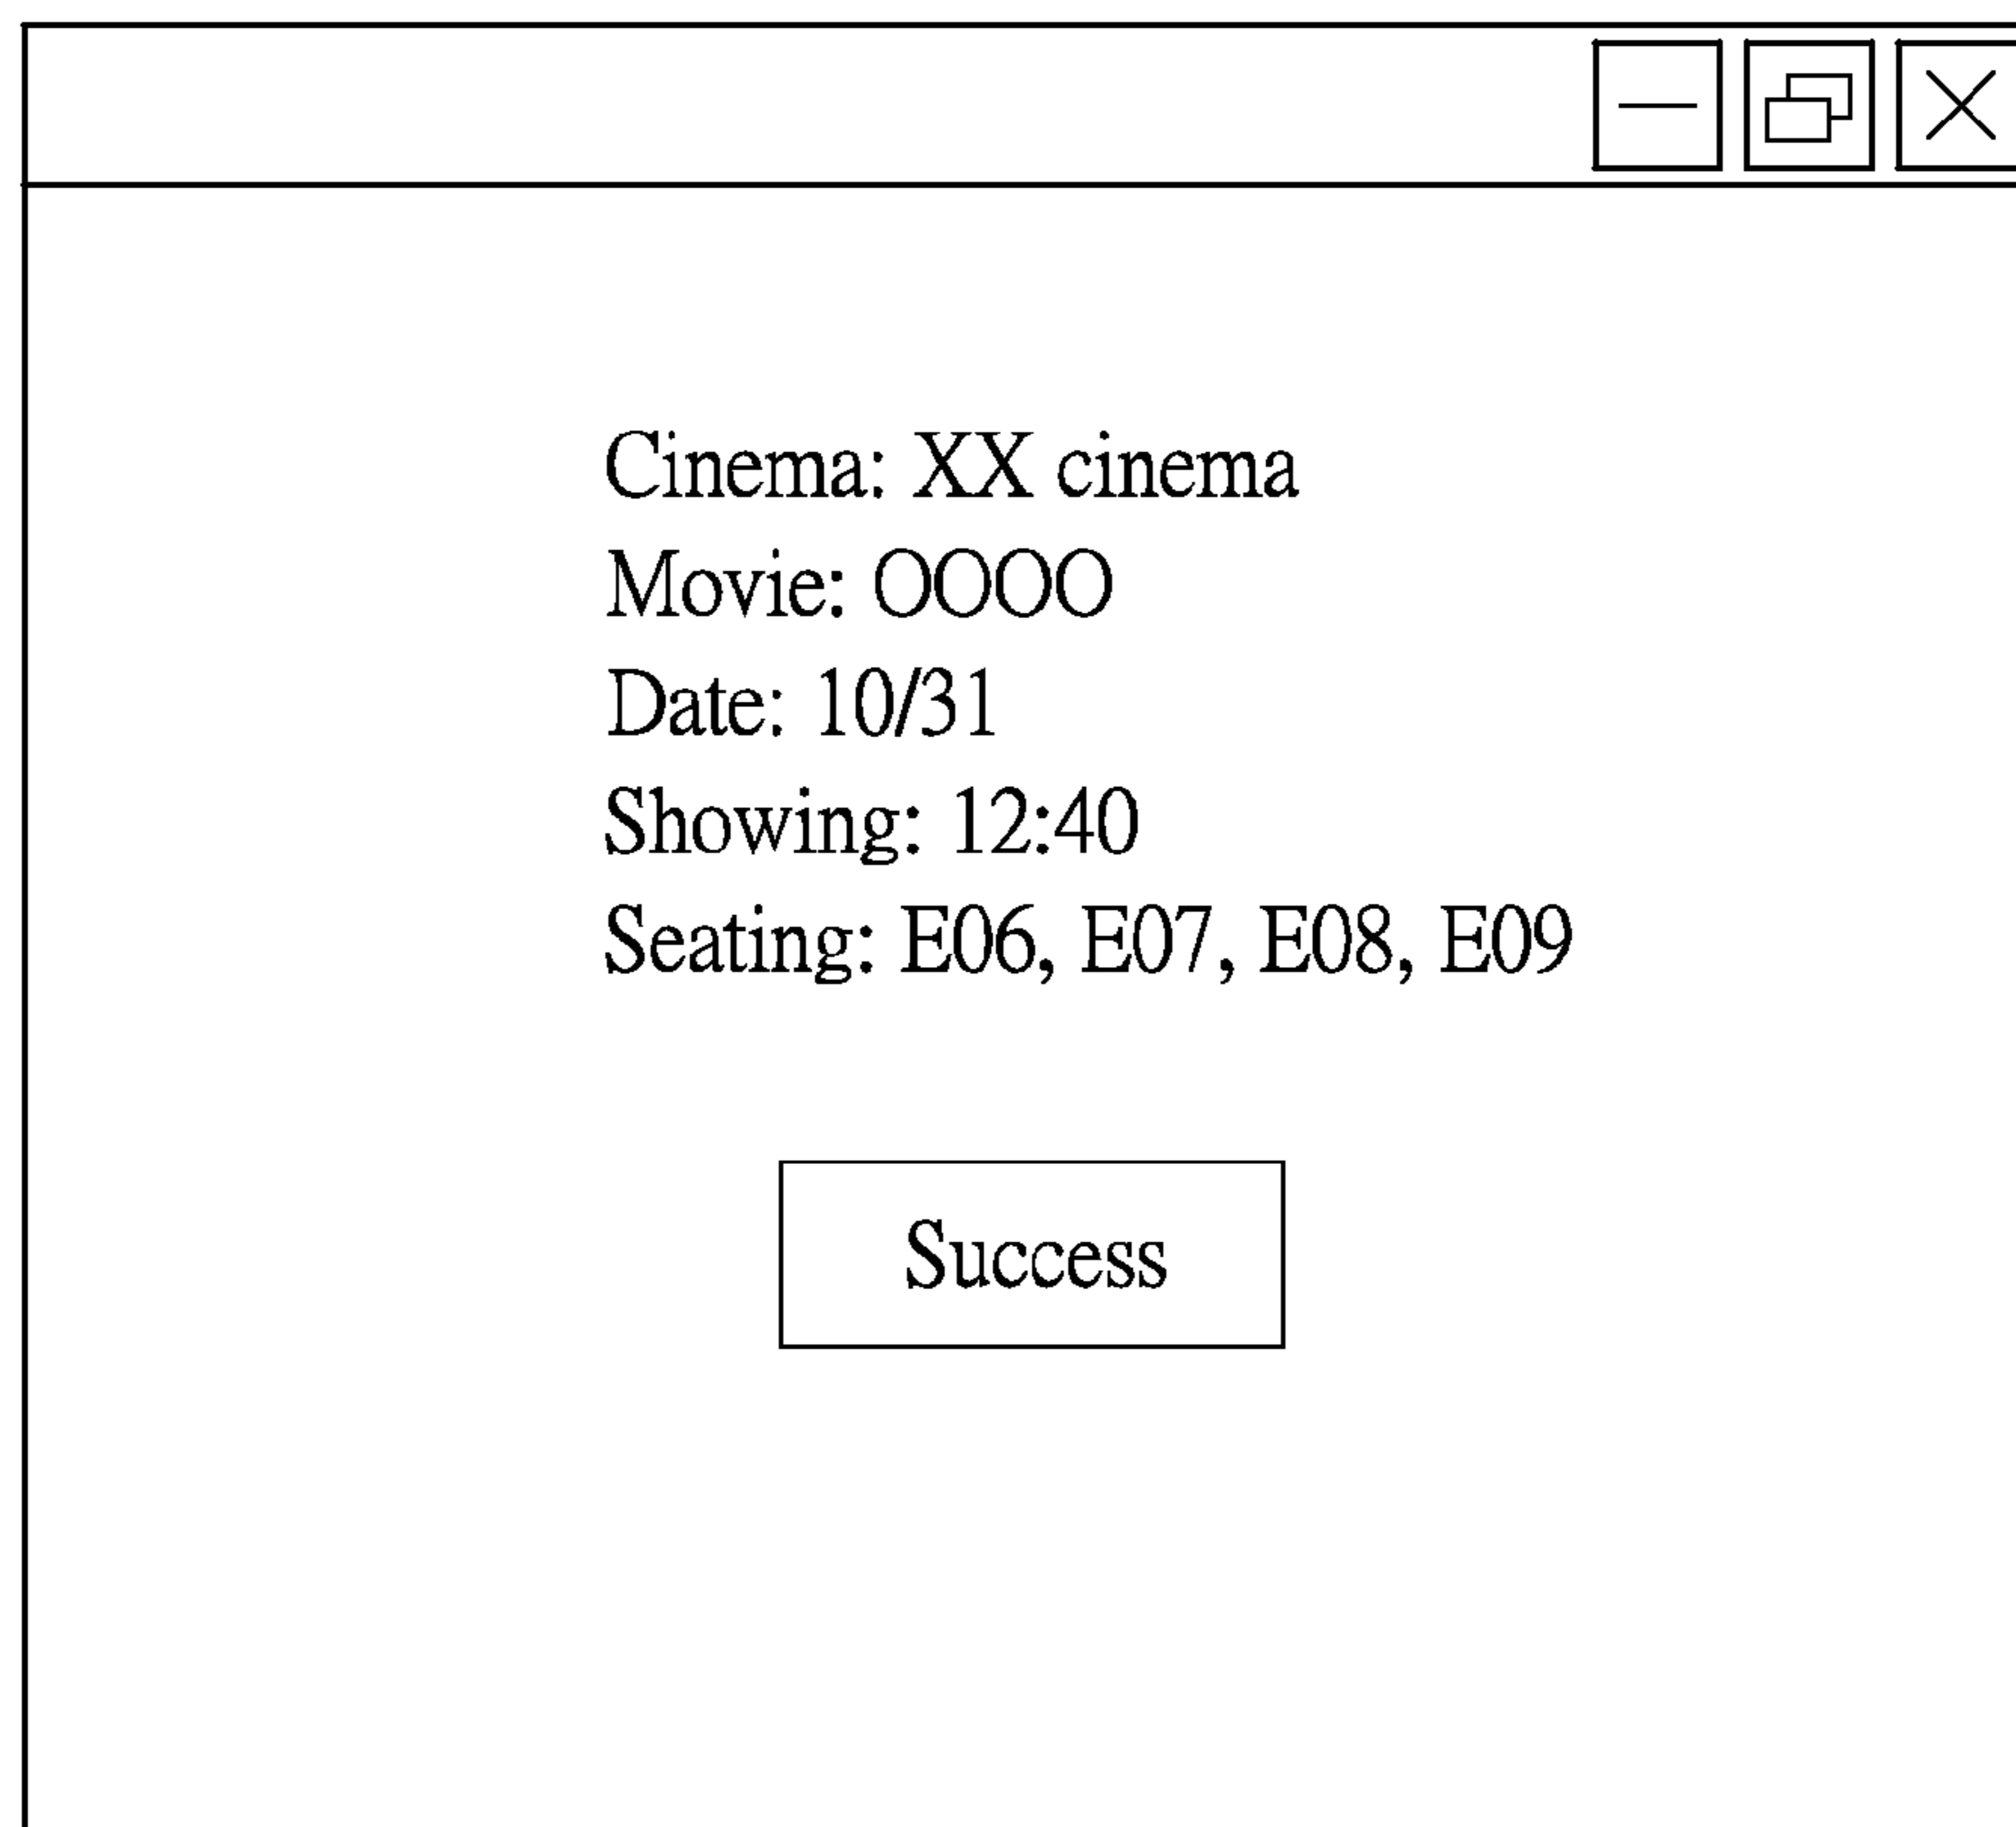 Cinema: XX cinema
Movie: OOOO
Date: 10/31
Showing: 12:40
Seating: E06, E07, E08, E09
Success